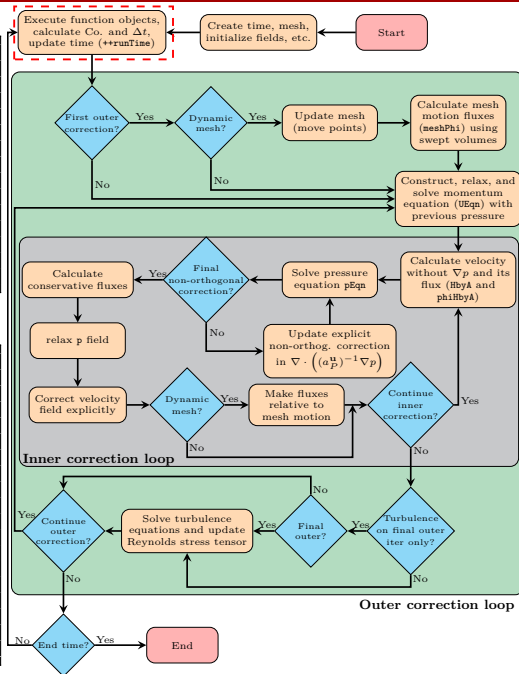 Execute function objects,
calculate Co. and Δt,
update time (++runTime)
Create time, mesh,
initialize fields, etc.
Start
First outer
correction?
Yes
Dynamic
mesh?
Yes
Update mesh
(move points)
Calculate mesh
motion fluxes
(meshPhi) using
swept volumes
No
No
Construct, relax, and
solve momentum
equation (UEqn) with
previous pressure
Calculate
conservative fluxes
Yes
Final
non-orthogonal
correction?
Solve pressure
equation pEqn
Calculate velocity
without ∇p and its
flux (HbyA and
phiHbyA)
No
relax p field
Update explicit
non-orthog. correction
in ∇ · ((a_P^u)^{-1} ∇p)
Correct velocity
field explicitly
Dynamic
mesh?
Yes
Make fluxes
relative to
mesh motion
Continue
inner
correction?
Yes
No
Inner correction loop
No
No
Continue
outer
correction?
Yes
Solve turbulence
equations and update
Reynolds stress tensor
Yes
Final
outer?
Yes
Turbulence
on final outer
iter only?
No
No
Outer correction loop
No
End time?
Yes
End